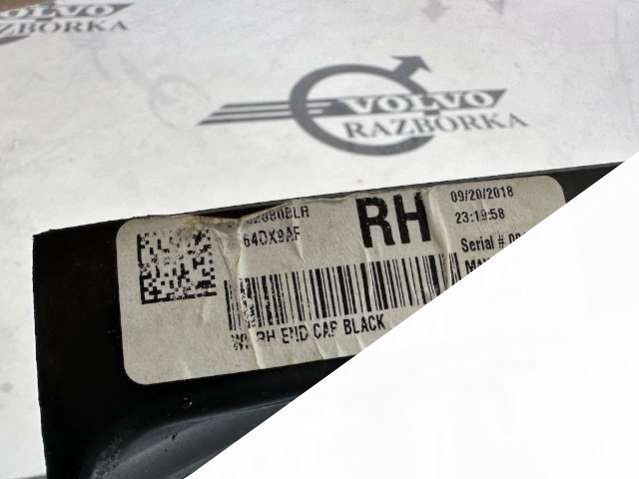 VOLVO
RAZBORKA
VOLVO
RAZBORKA
RH
09/20/2018
64DX9AF
23:19:58
Serial #
RH END CAP BLACK